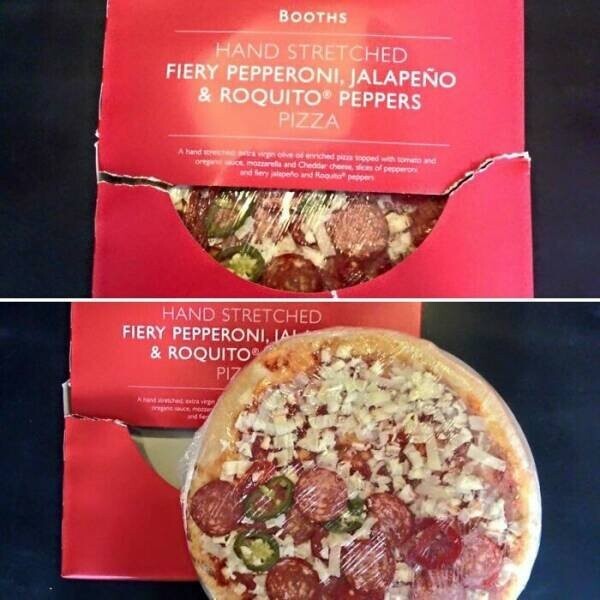 BOOTHS
HAND STRETCHED
FIERY PEPPERONI, JALAPEÑO
& ROQUITO® PEPPERS
PIZZA
A hand stretched extra virgin olive oil enriched pizza topped with tomato and
oregano sauce, mozzarella and Cheddar cheese, slices of pepperoni
and fiery jalapeño and Roquito® peppers
HAND STRETCHED
FIERY PEPPERONI, JAL
& ROQUITO®
PIZ
A hand stretched, extra virgin
oregano sauce, mozza
and fier